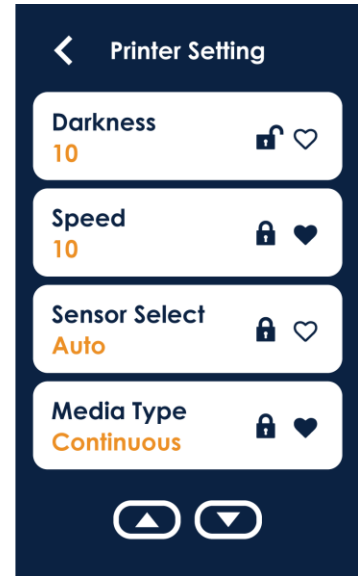 Printer Setting
Darkness
10
Speed
10
Sensor Select
Auto
Media Type
Continuous